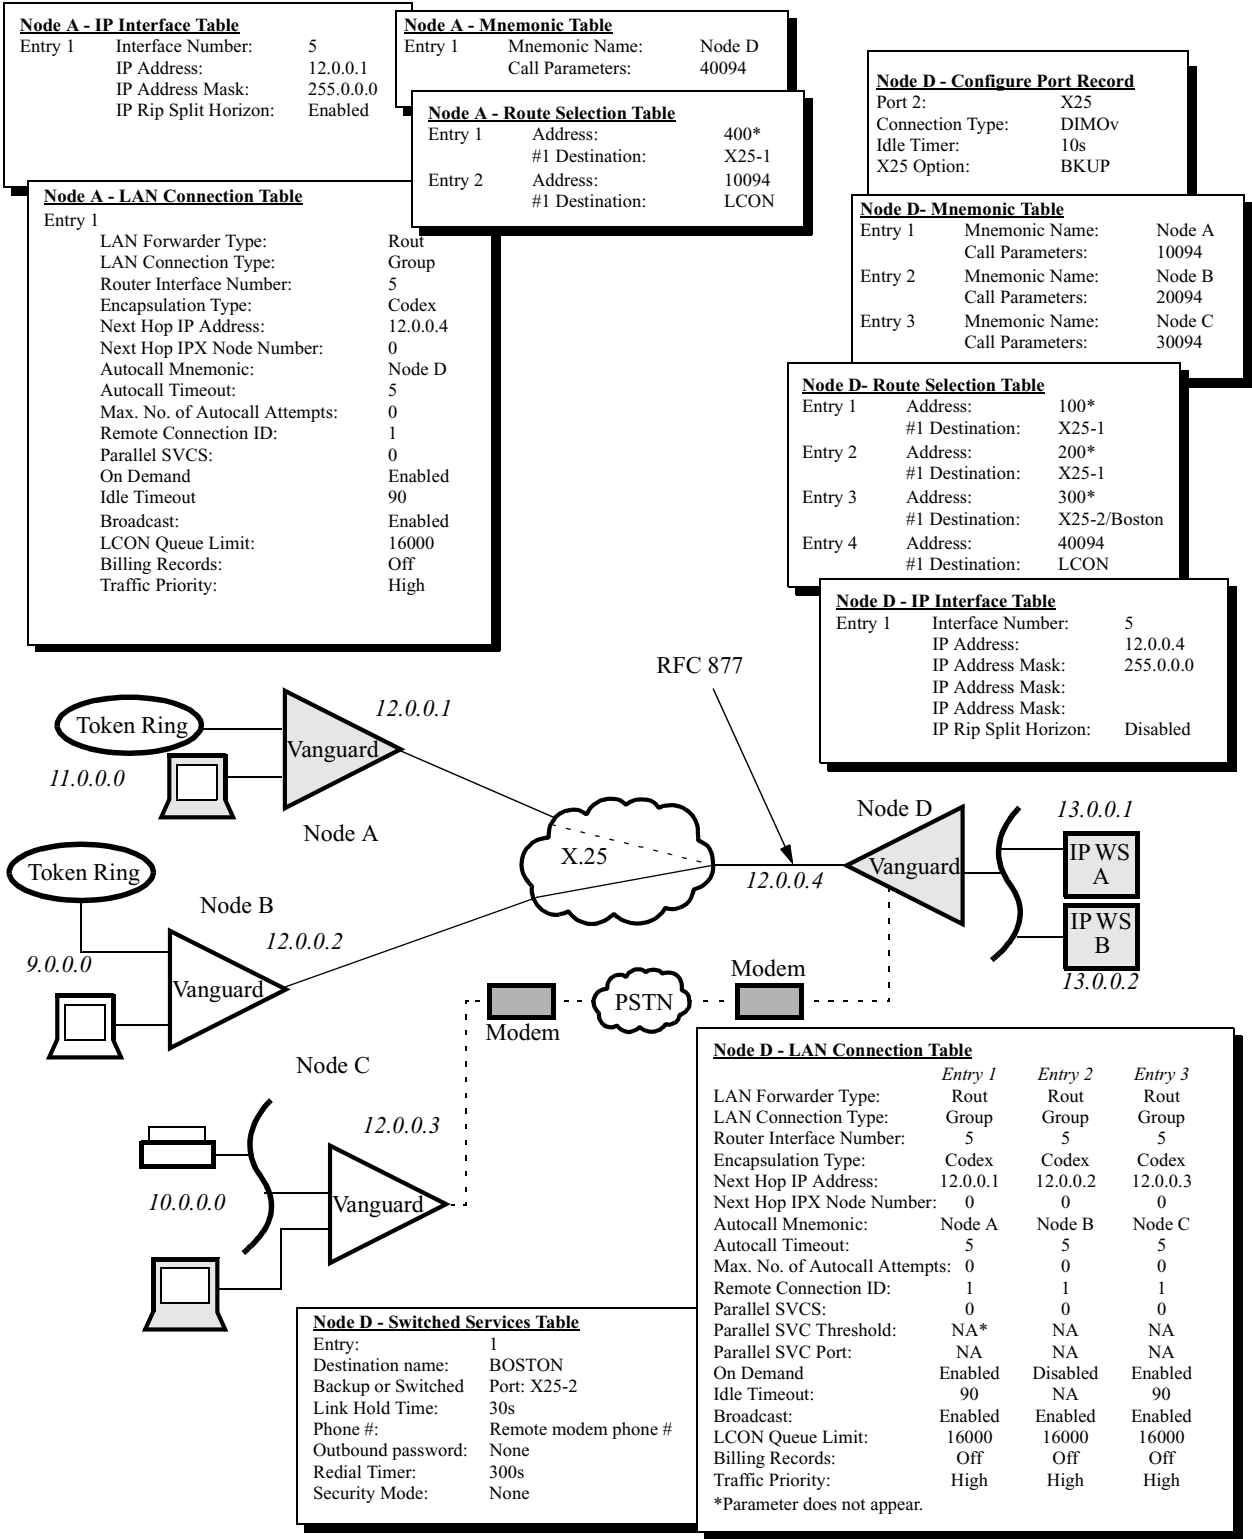 Node A - IP Interface Table
Entry 1 Interface Number: 5
IP Address: 12.0.0.1
IP Address Mask: 255.0.0.0
IP Rip Split Horizon: Enabled
Node A - Mnemonic Table
Entry 1 Mnemonic Name: Node D
Call Parameters: 40094
Node A - Route Selection Table
Entry 1 Address: 400*
#1 Destination: X25-1
Entry 2 Address: 10094
#1 Destination: LCON
Node A - LAN Connection Table
Entry 1
LAN Forwarder Type: Rout
LAN Connection Type: Group
Router Interface Number: 5
Encapsulation Type: Codex
Next Hop IP Address: 12.0.0.4
Next Hop IPX Node Number: 0
Autocall Mnemonic: Node D
Autocall Timeout: 5
Max. No. of Autocall Attempts: 0
Remote Connection ID: 1
Parallel SVCS: 0
On Demand Enabled
Idle Timeout 90
Broadcast: Enabled
LCON Queue Limit: 16000
Billing Records: Off
Traffic Priority: High
Node D - Configure Port Record
Port 2: X25
Connection Type: DIMOv
Idle Timer: 10s
X25 Option: BKUP
Node D- Mnemonic Table
Entry 1 Mnemonic Name: Node A
Call Parameters: 10094
Entry 2 Mnemonic Name: Node B
Call Parameters: 20094
Entry 3 Mnemonic Name: Node C
Call Parameters: 30094
Node D- Route Selection Table
Entry 1 Address: 100*
#1 Destination: X25-1
Entry 2 Address: 200*
#1 Destination: X25-1
Entry 3 Address: 300*
#1 Destination: X25-2/Boston
Entry 4 Address: 40094
#1 Destination: LCON
Node D - IP Interface Table
Entry 1 Interface Number: 5
IP Address: 12.0.0.4
IP Address Mask: 255.0.0.0
IP Address Mask:
IP Address Mask:
IP Rip Split Horizon: Disabled
RFC 877
Token Ring
12.0.0.1
Vanguard
11.0.0.0
Node A
X.25
12.0.0.4
Node D
Vanguard
13.0.0.1
IP WS
A
IP WS
B
13.0.0.2
Token Ring
Node B
12.0.0.2
9.0.0.0
Vanguard
Modem
PSTN
Modem
Node C
12.0.0.3
10.0.0.0
Vanguard
Node D - Switched Services Table
Entry: 1
Destination name: BOSTON
Backup or Switched Port: X25-2
Link Hold Time: 30s
Phone #: Remote modem phone #
Outbound password: None
Redial Timer: 300s
Security Mode: None
Node D - LAN Connection Table
Entry 1 Entry 2 Entry 3
LAN Forwarder Type: Rout Rout Rout
LAN Connection Type: Group Group Group
Router Interface Number: 5 5 5
Encapsulation Type: Codex Codex Codex
Next Hop IP Address: 12.0.0.1 12.0.0.2 12.0.0.3
Next Hop IPX Node Number: 0 0 0
Autocall Mnemonic: Node A Node B Node C
Autocall Timeout: 5 5 5
Max. No. of Autocall Attempts: 0 0 0
Remote Connection ID: 1 1 1
Parallel SVCS: 0 0 0
Parallel SVC Threshold: NA* NA NA
Parallel SVC Port: NA NA NA
On Demand Enabled Disabled Enabled
Idle Timeout: 90 NA 90
Broadcast: Enabled Enabled Enabled
LCON Queue Limit: 16000 16000 16000
Billing Records: Off Off Off
Traffic Priority: High High High
*Parameter does not appear.